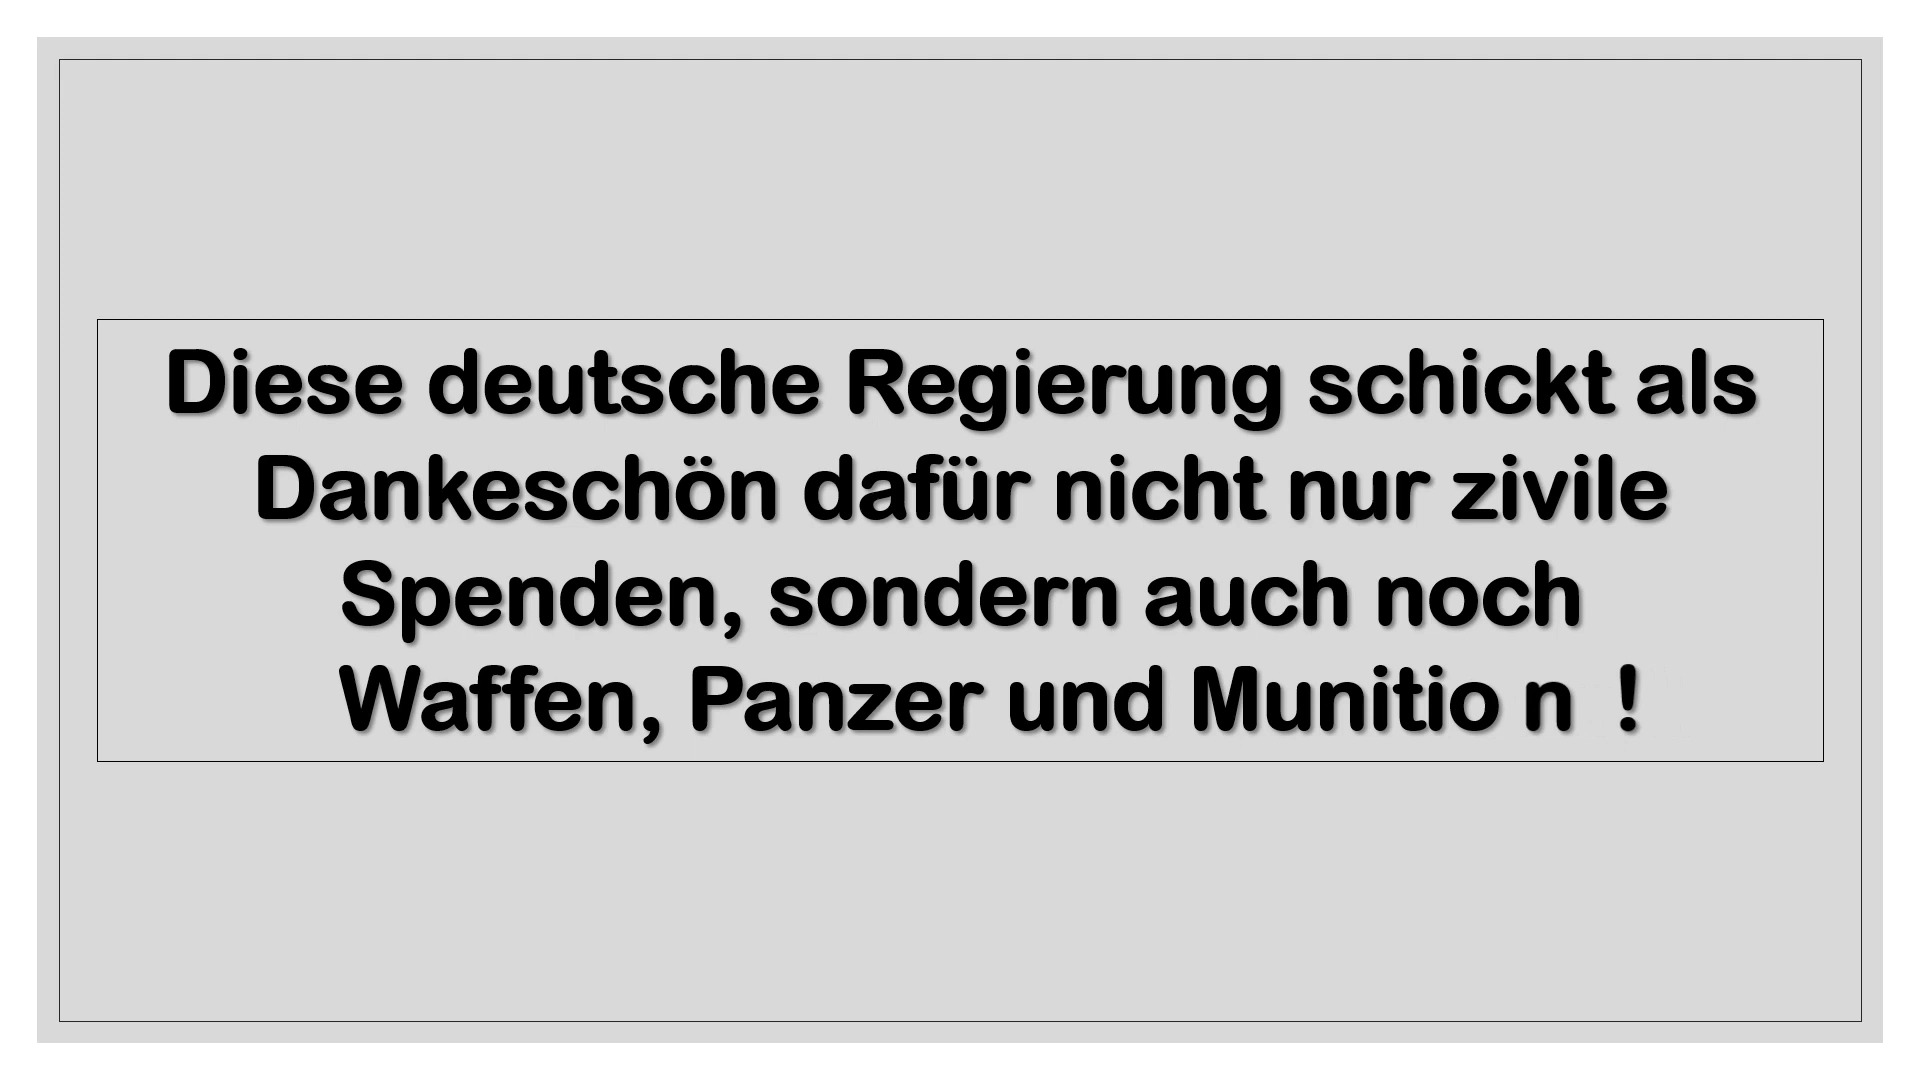 Diese deutsche Regierung schickt als
Dankeschön dafür nicht nur zivile
Spenden, sondern auch noch
Waffen, Panzer und Munitio n  !